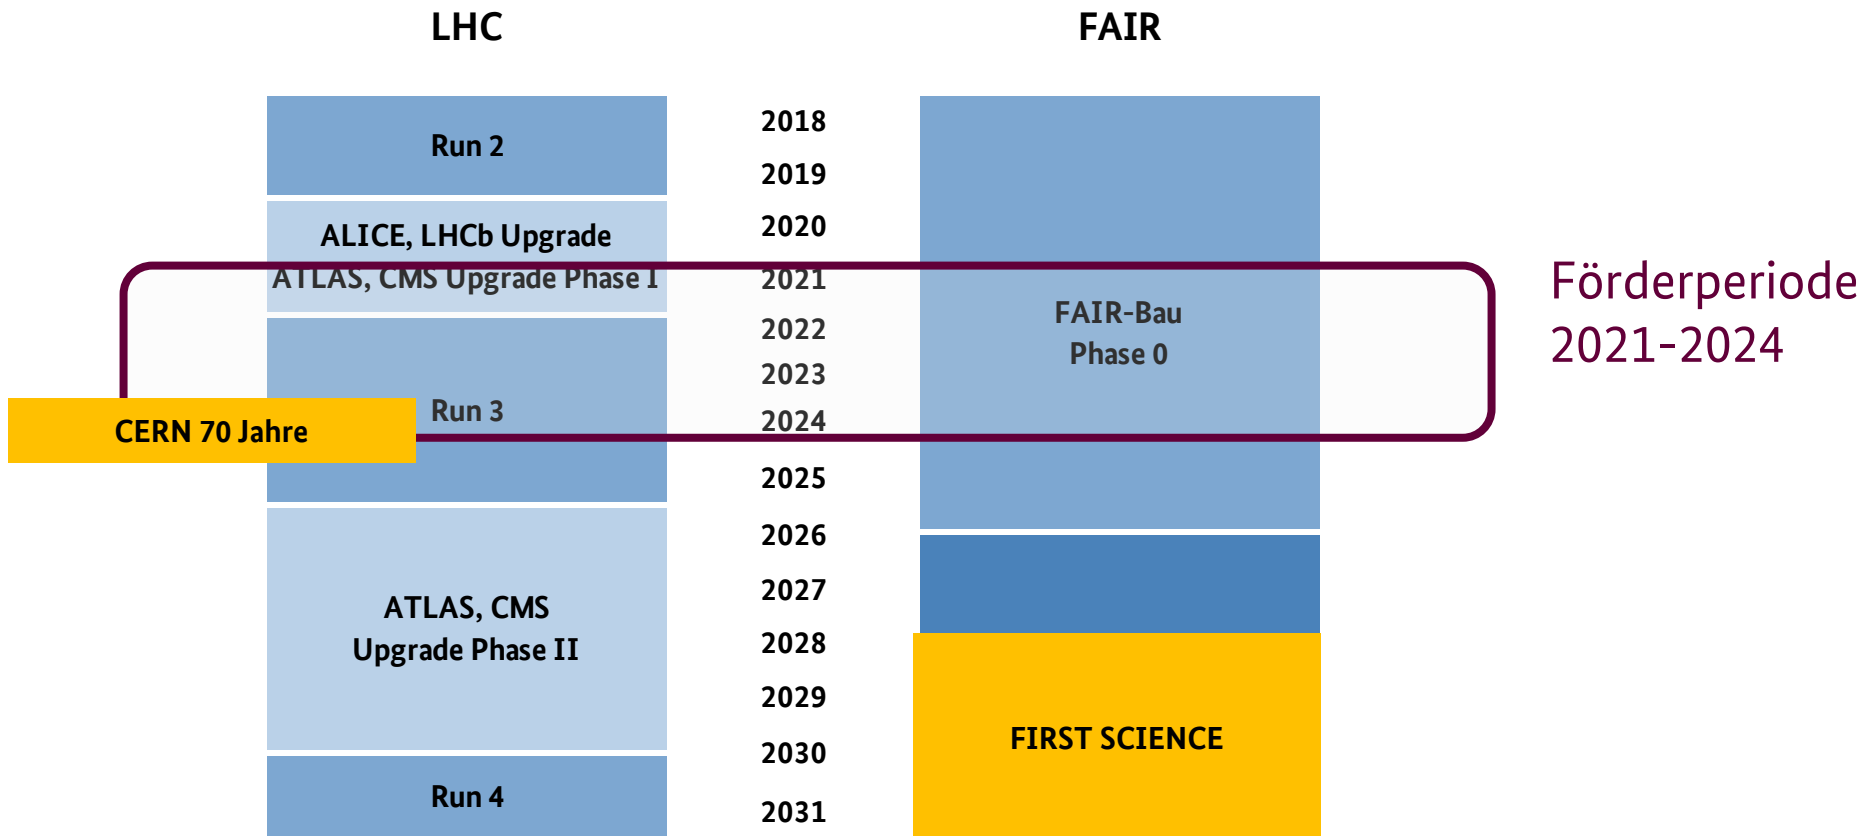 LHC
FAIR
Run 2
ALICE, LHCb Upgrade
ATLAS, CMS Upgrade Phase I
Run 3
CERN 70 Jahre
ATLAS, CMS
Upgrade Phase II
Run 4
2018
2019
2020
2021
2022
2023
2024
2025
2026
2027
2028
2029
2030
2031
FAIR-Bau
Phase 0
FIRST SCIENCE
Förderperiode
2021-2024